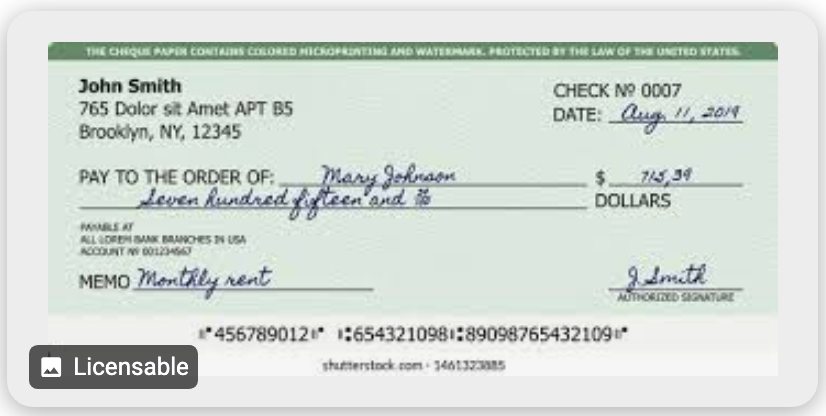 THE CHEQUE PAPER CONTAINS COLORED MICROPRINTING AND WATERMARK. PROTECTED BY THE LAW OF THE UNITED STATES.
John Smith
765 Dolor sit Amet APT B5
Brooklyn, NY, 12345
CHECK Nº 0007
DATE: Aug. 11, 2019
PAY TO THE ORDER OF: Mary Johnson $ 715,39
Seven hundred fifteen and DOLLARS
PAYABLE AT
ALL LOREM BANK BRANCHES IN USA
ACCOUNT Nº 001234567
MEMO Monthly rent
J Smith
AUTHORIZED SIGNATURE
⑈456789012⑈ ⑆654321098⑆89098765432109⑈
Licensable
shutterstock.com · 1461323885